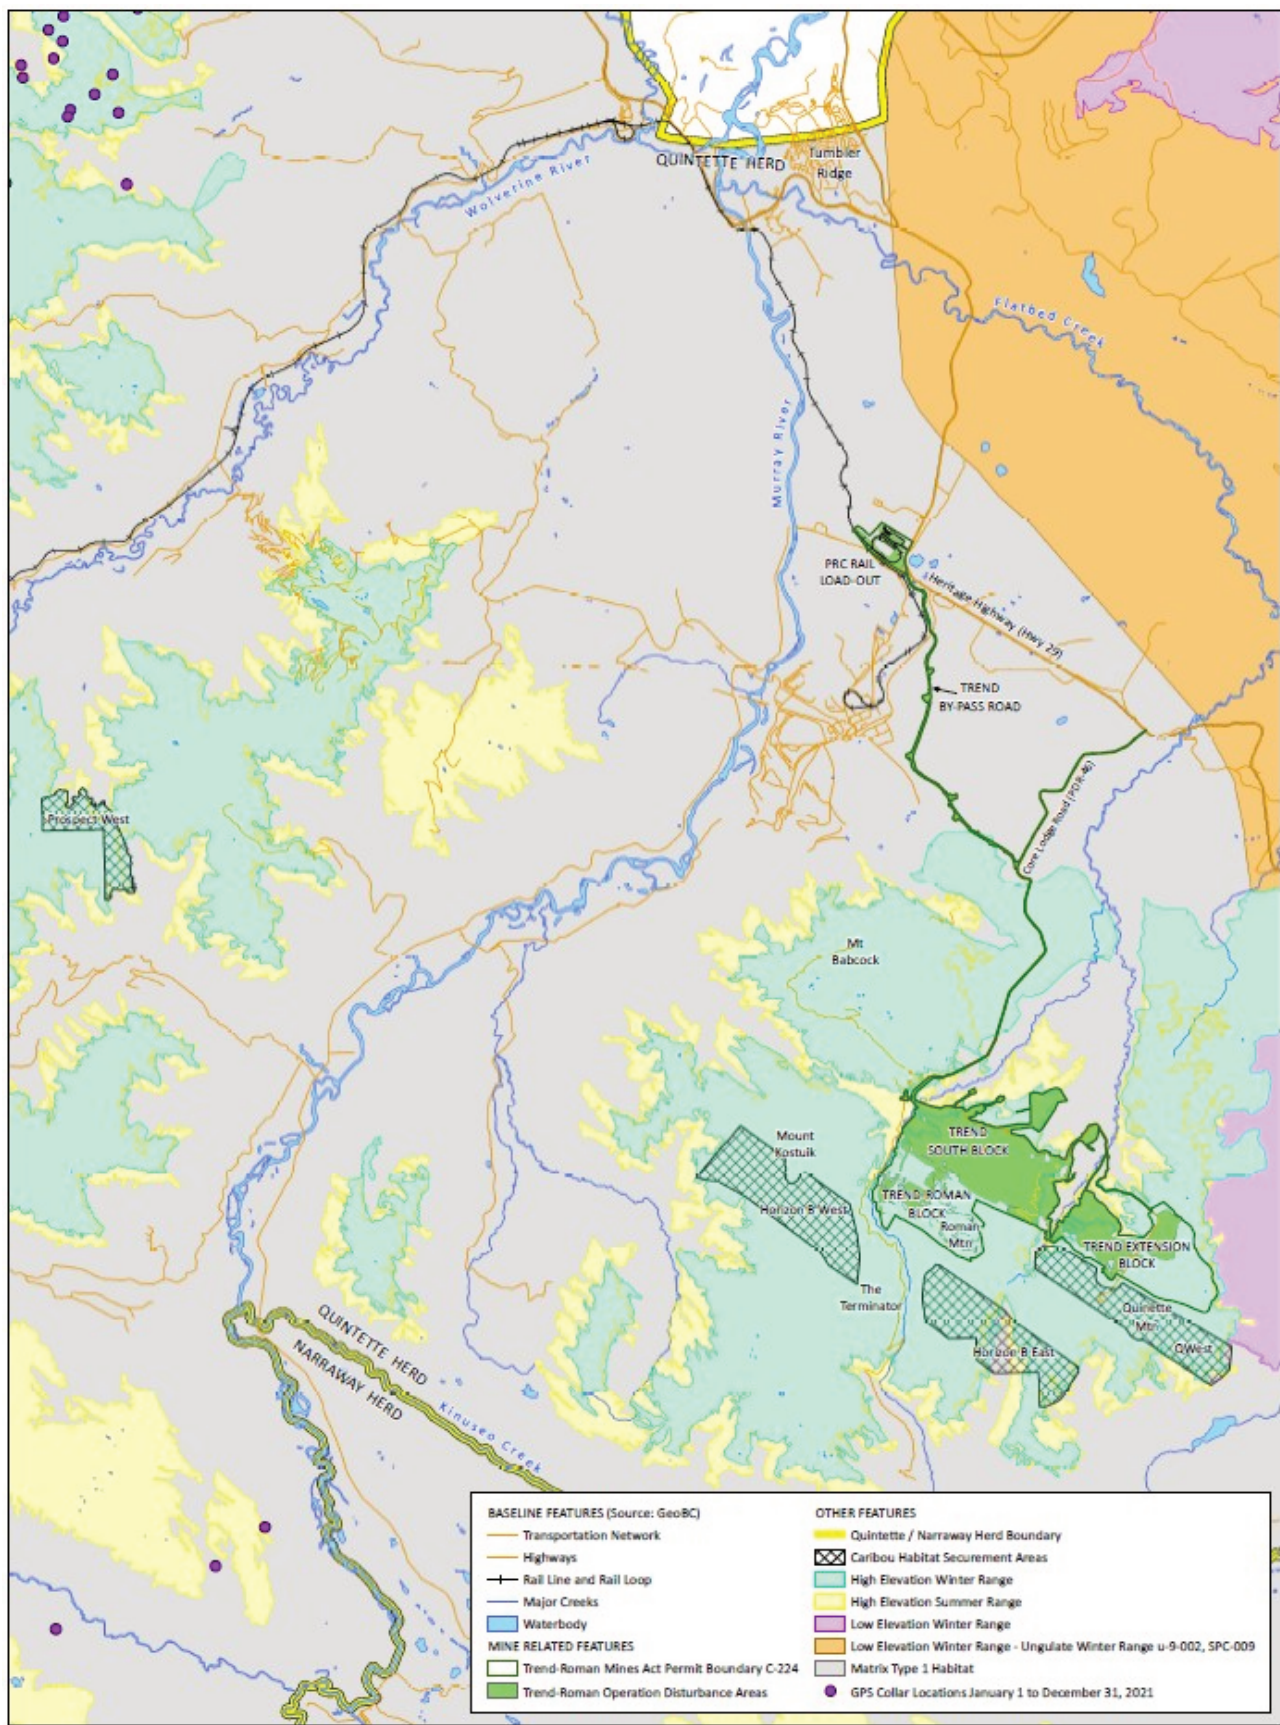 QUINTETTE HERD
Tumbler
Ridge
Wolverine River
Flatbed Creek
Murray River
PRC RAIL
LOAD-OUT
Heritage Highway (Hwy 29)
TREND
BY-PASS ROAD
Core Lodge Road (PDR-46)
Prospect West
Mt
Babcock
Mount
Kostuik
TREND
SOUTH BLOCK
TREND ROMAN
BLOCK
Roman
Mtn
Horizon B West
TREND EXTENSION
BLOCK
The
Terminator
Quinette
Mtn
QWest
Horizon B East
QUINTETTE HERD
NARRAWAY HERD
Kinuseo Creek
BASELINE FEATURES (Source: GeoBC)
Transportation Network
Highways
Rail Line and Rail Loop
Major Creeks
Waterbody
MINE RELATED FEATURES
Trend-Roman Mines Act Permit Boundary C-224
Trend-Roman Operation Disturbance Areas
OTHER FEATURES
Quintette / Narraway Herd Boundary
Caribou Habitat Securement Areas
High Elevation Winter Range
High Elevation Summer Range
Low Elevation Winter Range
Low Elevation Winter Range - Ungulate Winter Range u-9-002, SPC-009
Matrix Type 1 Habitat
GPS Collar Locations January 1 to December 31, 2021